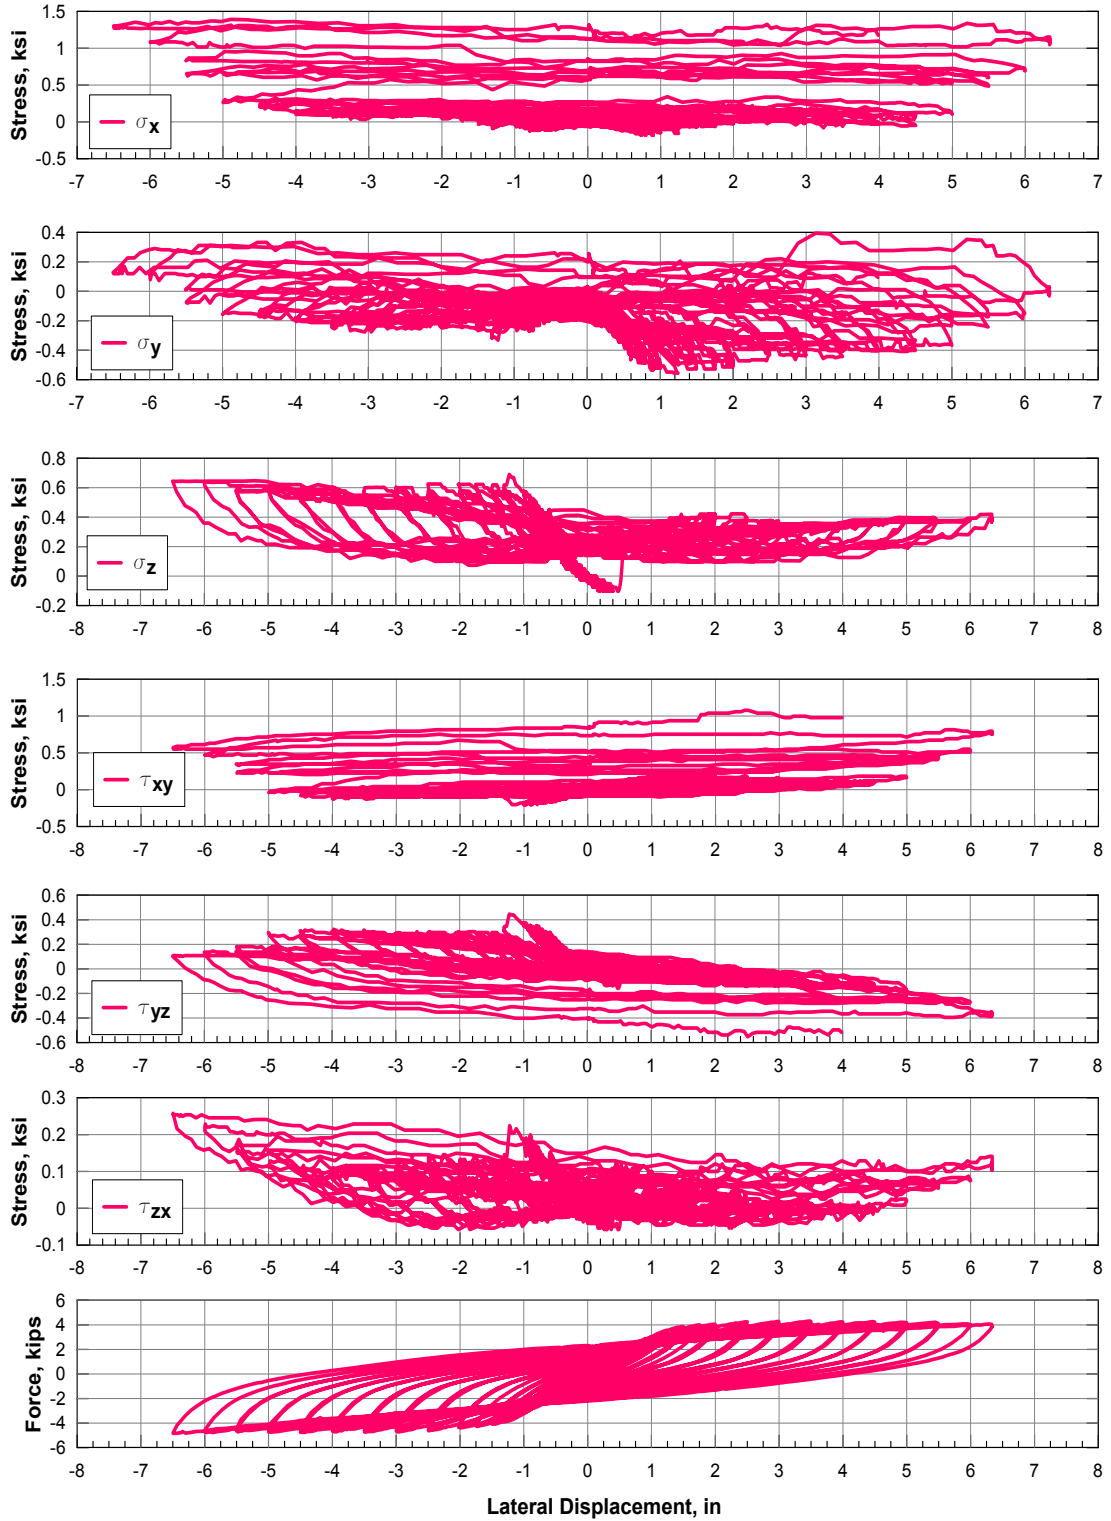 1.5
1
0.5
0
-0.5
Stress, ksi
σx
-7 -6 -5 -4 -3 -2 -1 0 1 2 3 4 5 6 7
0.4
0.2
0
-0.2
-0.4
-0.6
Stress, ksi
σy
-7 -6 -5 -4 -3 -2 -1 0 1 2 3 4 5 6 7
0.8
0.6
0.4
0.2
0
-0.2
Stress, ksi
σz
-8 -7 -6 -5 -4 -3 -2 -1 0 1 2 3 4 5 6 7 8
1.5
1
0.5
0
-0.5
Stress, ksi
τxy
-8 -7 -6 -5 -4 -3 -2 -1 0 1 2 3 4 5 6 7 8
0.6
0.4
0.2
0
-0.2
-0.4
-0.6
Stress, ksi
τyz
-8 -7 -6 -5 -4 -3 -2 -1 0 1 2 3 4 5 6 7 8
0.3
0.2
0.1
0
-0.1
Stress, ksi
τzx
-8 -7 -6 -5 -4 -3 -2 -1 0 1 2 3 4 5 6 7 8
6
4
2
0
-2
-4
-6
Force, kips
-8 -7 -6 -5 -4 -3 -2 -1 0 1 2 3 4 5 6 7 8
Lateral Displacement, in